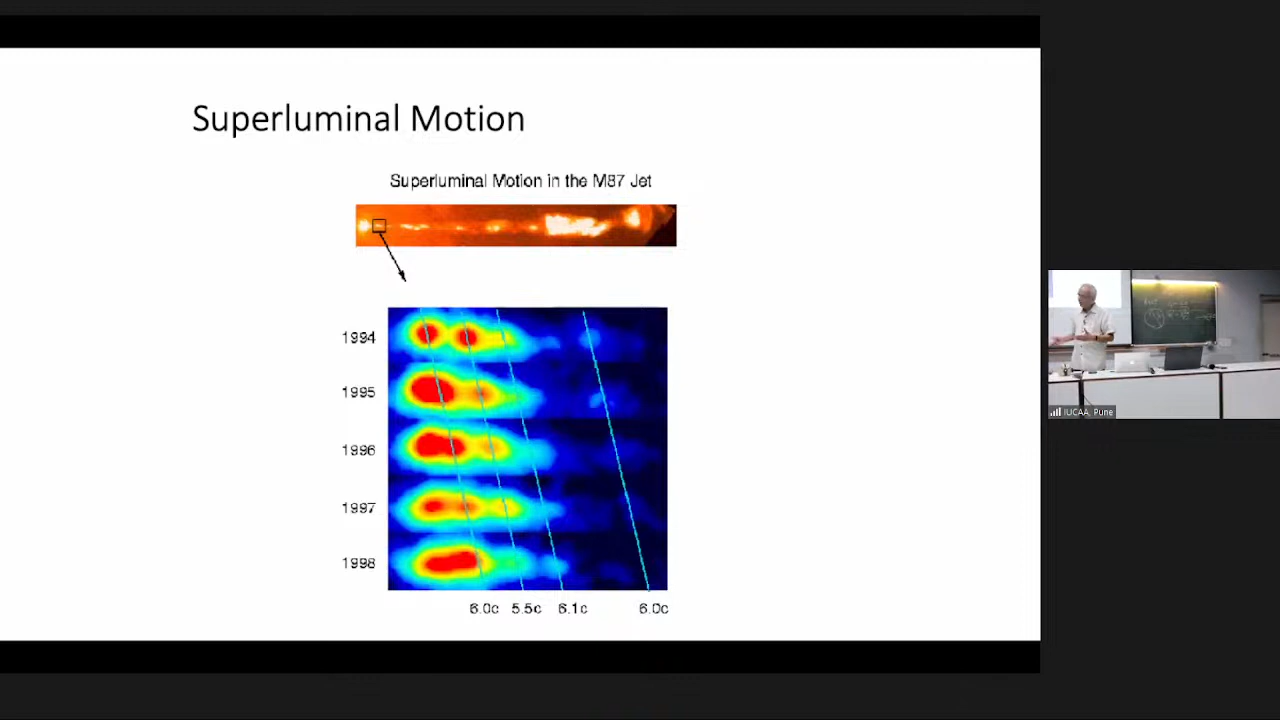 Superluminal Motion
Superluminal Motion in the M87 Jet
1994
1995
1996
1997
1998
6.0c 5.5c 6.1c 6.0c
IUCAA, Pune